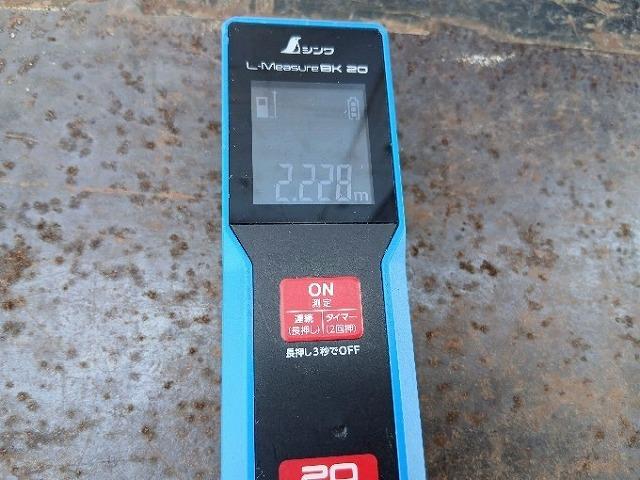 シンワ
L-Measure BK 20
2.228m
ON
測定
連続 タイマー
(長押し) (2回押)
長押し3秒でOFF
20